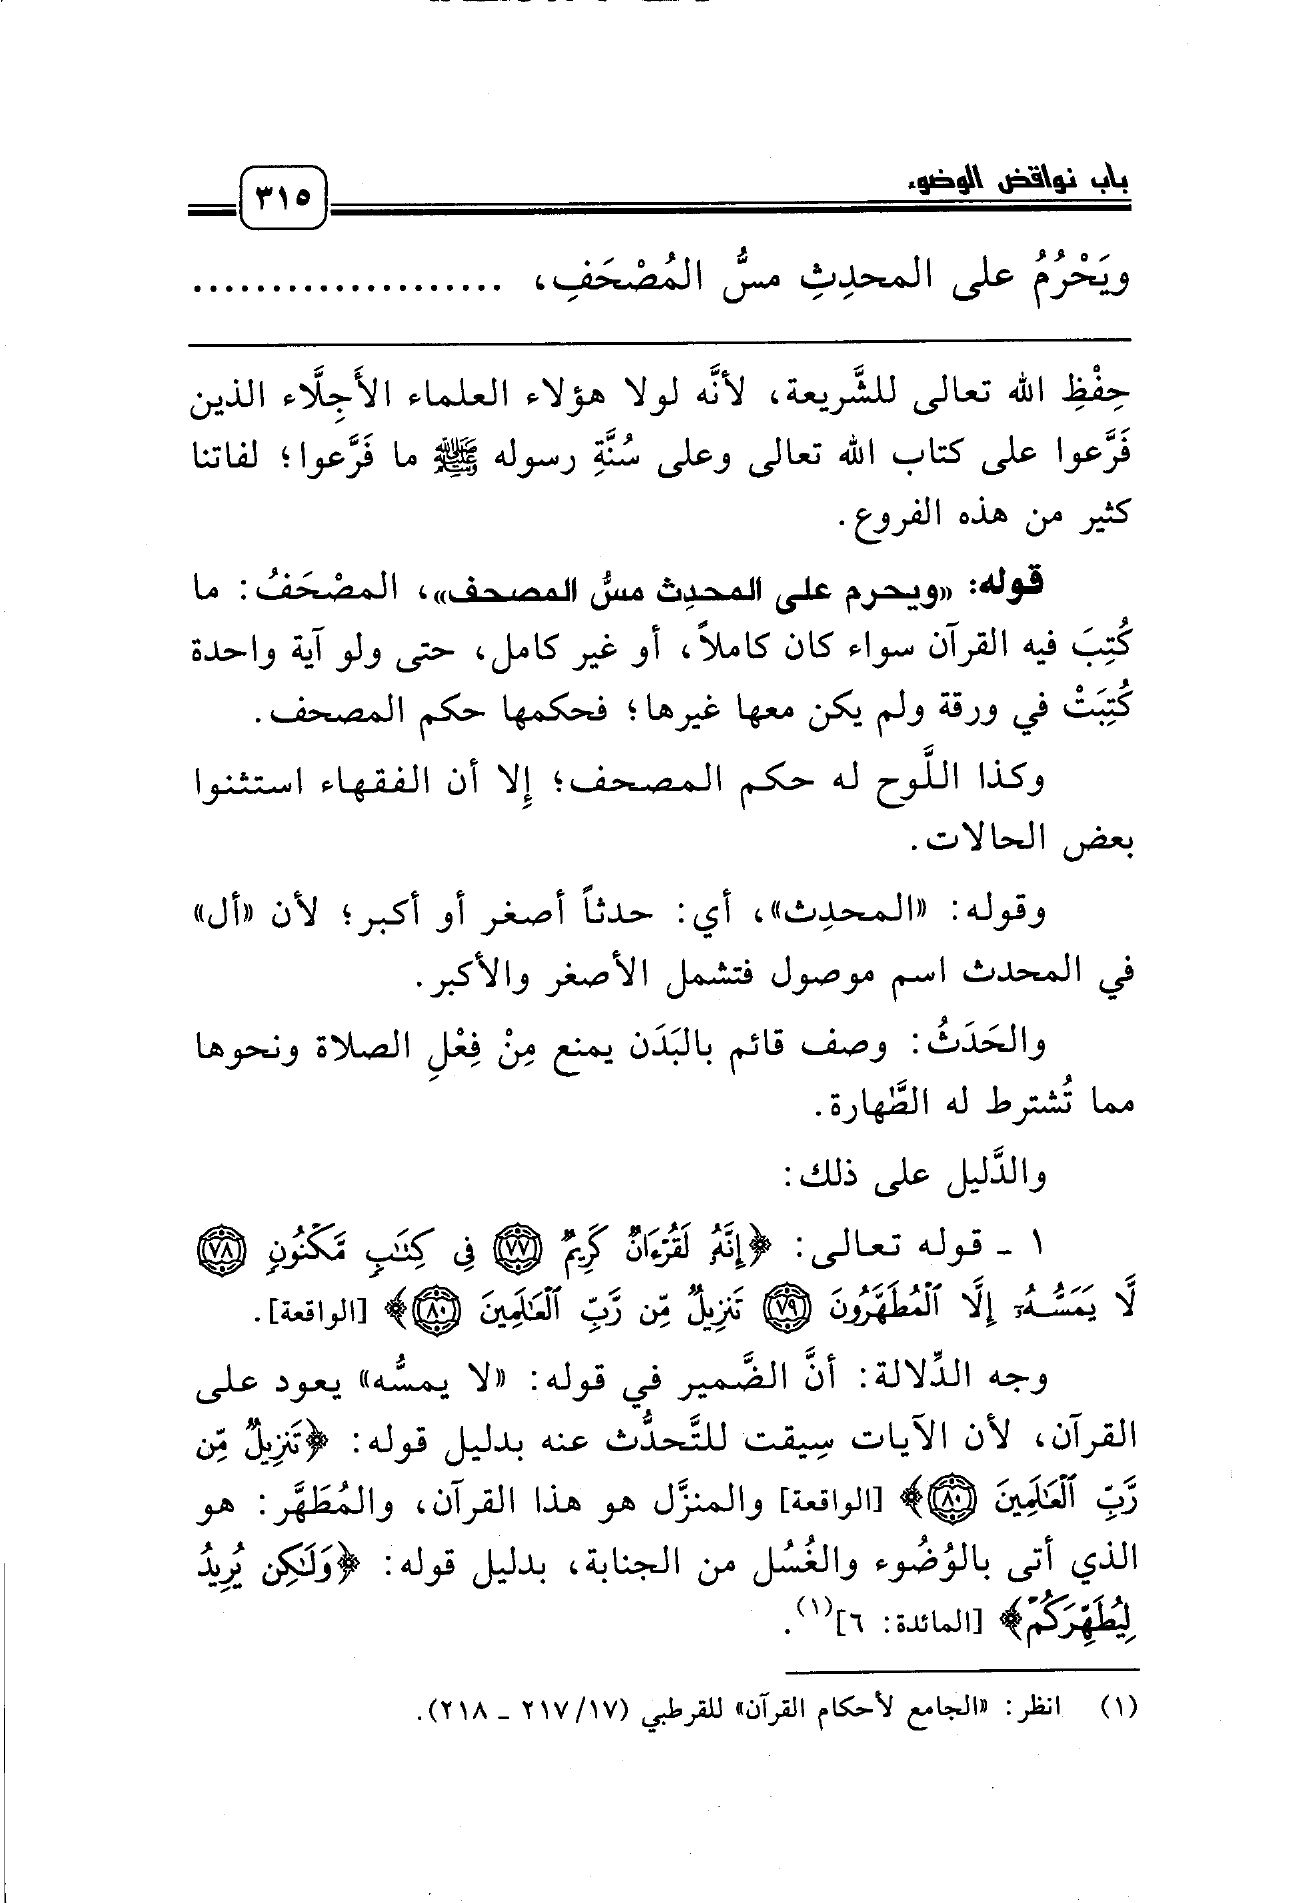 باب نواقض الوضوء
٣١٥
ويَحْرُمُ على المحدِثِ مسُّ المُصْحَفِ، ....................
حِفْظِ الله تعالى للشَّريعة، لأنَّه لولا هؤلاء العلماء الأَجِلَّاء الذين
فَرَّعوا على كتاب الله تعالى وعلى سُنَّةِ رسوله ﷺ ما فَرَّعوا؛ لفاتنا
كثير من هذه الفروع.
قوله: «ويحرم على المحدِث مسُّ المصحف»، المصْحَفُ: ما
كُتِبَ فيه القرآن سواء كان كاملاً، أو غير كامل، حتى ولو آية واحدة
كُتِبَتْ في ورقة ولم يكن معها غيرها؛ فحكمها حكم المصحف.
وكذا اللَّوح له حكم المصحف؛ إِلا أن الفقهاء استثنوا
بعض الحالات.
وقوله: «المحدِث»، أي: حدثاً أصغر أو أكبر؛ لأن «أل»
في المحدث اسم موصول فتشمل الأصغر والأكبر.
والحَدَثُ: وصف قائم بالبَدَن يمنع مِنْ فِعْلِ الصلاة ونحوها
مما تُشترط له الطَّهارة.
والدَّليل على ذلك:
١ ـ قوله تعالى: ﴿إِنَّهُۥ لَقُرْءَانٌ كَرِيمٌ ٧٧ فِى كِتَٰبٍ مَّكْنُونٍ ٧٨
لَّا يَمَسُّهُۥٓ إِلَّا ٱلْمُطَهَّرُونَ ٧٩ تَنزِيلٌ مِّن رَّبِّ ٱلْعَٰلَمِينَ ٨٠﴾ [الواقعة].
وجه الدِّلالة: أنَّ الضَّمير في قوله: «لا يمسُّه» يعود على
القرآن، لأن الآيات سِيقت للتَّحدُّث عنه بدليل قوله: ﴿تَنزِيلٌ مِّن
رَّبِّ ٱلْعَٰلَمِينَ ٨٠﴾ [الواقعة] والمنزَّل هو هذا القرآن، والمُطَهَّر: هو
الذي أتى بالوُضُوء والغُسُل من الجنابة، بدليل قوله: ﴿وَلَٰكِن يُرِيدُ
لِيُطَهِّرَكُمْ﴾ [المائدة: ٦](١).
(١) انظر: «الجامع لأحكام القرآن» للقرطبي (٢١٧/١٧ ـ ٢١٨).